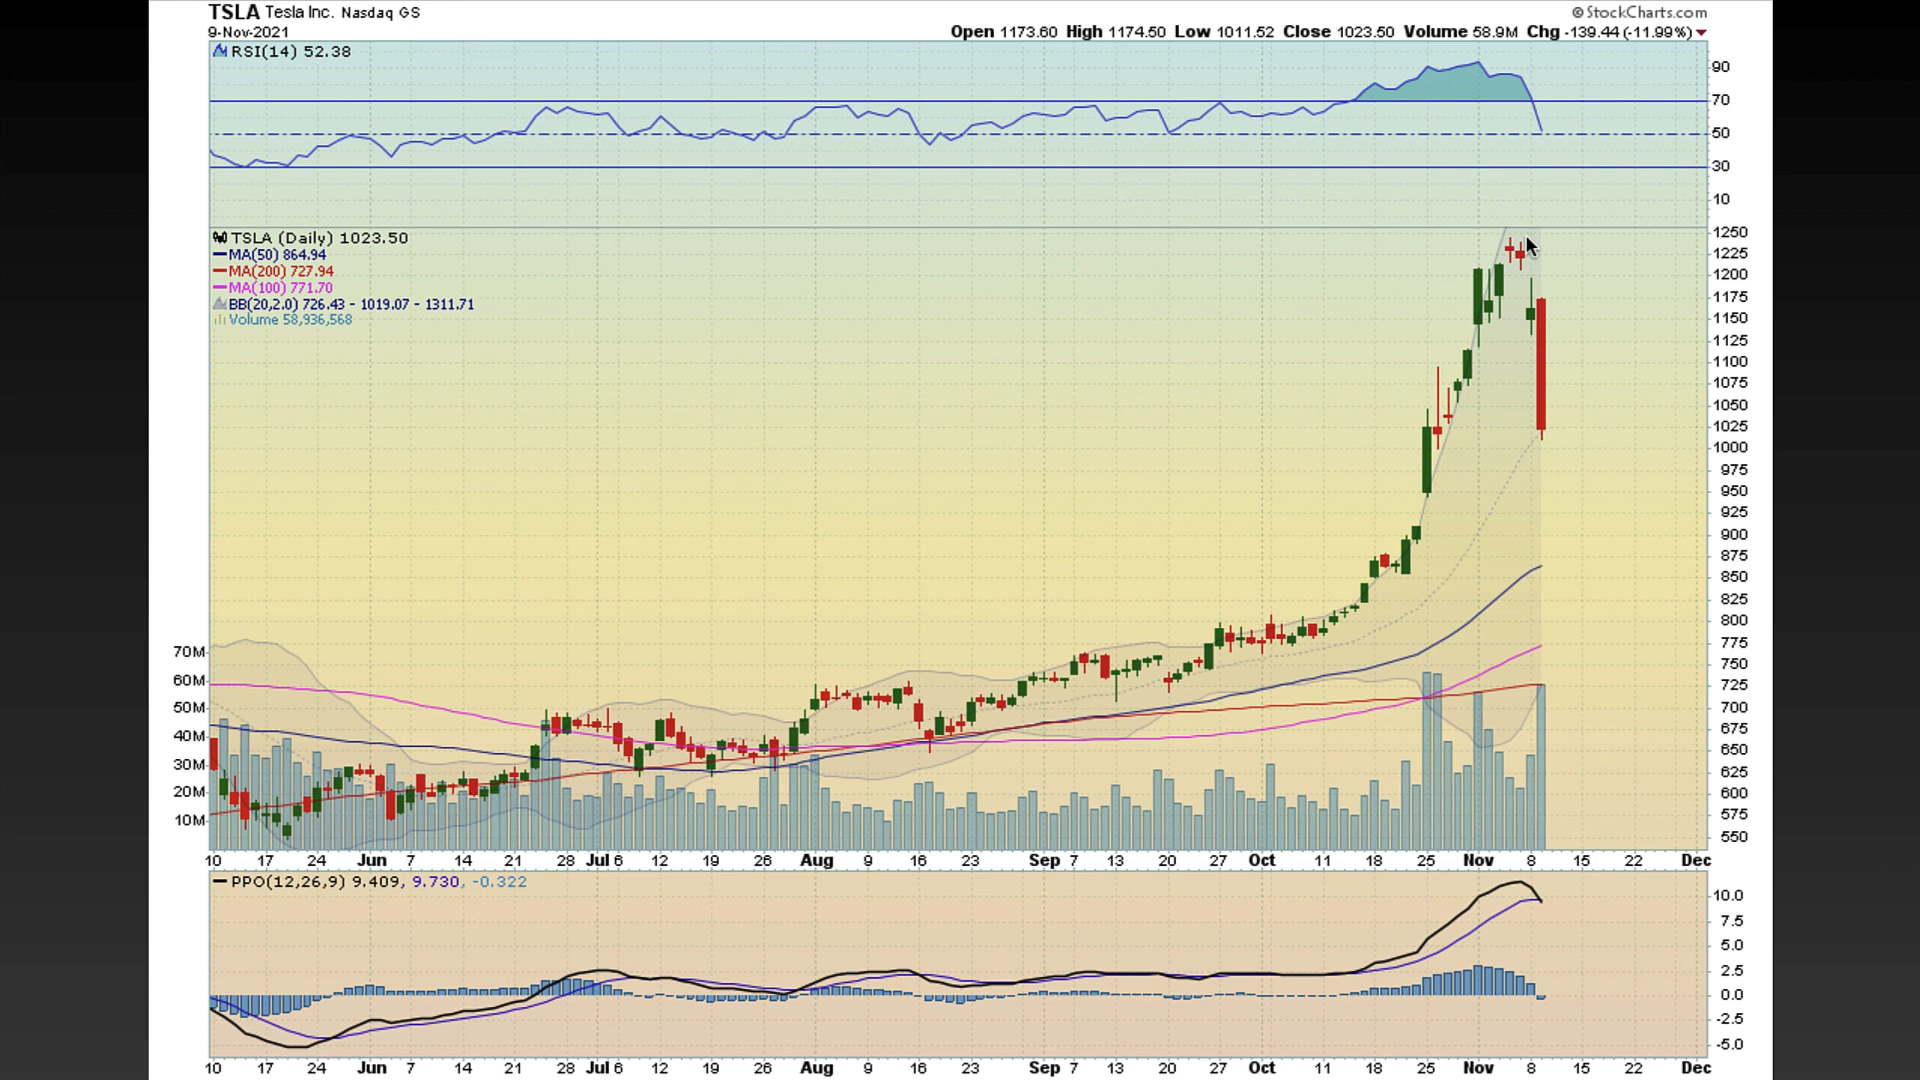 TSLA Tesla Inc. Nasdaq GS
©StockCharts.com
9-Nov-2021
Open 1173.60 High 1174.50 Low 1011.52 Close 1023.50 Volume 58.9M Chg -139.44 (-11.99%)
RSI(14) 52.38
90
70
50
30
10
TSLA (Daily) 1023.50
MA(50) 864.94
MA(200) 727.94
MA(100) 771.70
BB(20,2.0) 726.43 - 1019.07 - 1311.71
Volume 58,936,568
1250
1225
1200
1175
1150
1125
1100
1075
1050
1025
1000
975
950
925
900
875
850
825
800
775
750
725
700
675
650
625
600
575
550
70M
60M
50M
40M
30M
20M
10M
10 17 24 Jun 7 14 21 28 Jul 6 12 19 26 Aug 9 16 23 Sep 7 13 20 27 Oct 11 18 25 Nov 8 15 22 Dec
PPO(12,26,9) 9.409, 9.730, -0.322
10.0
7.5
5.0
2.5
0.0
-2.5
-5.0
10 17 24 Jun 7 14 21 28 Jul 6 12 19 26 Aug 9 16 23 Sep 7 13 20 27 Oct 11 18 25 Nov 8 15 22 Dec